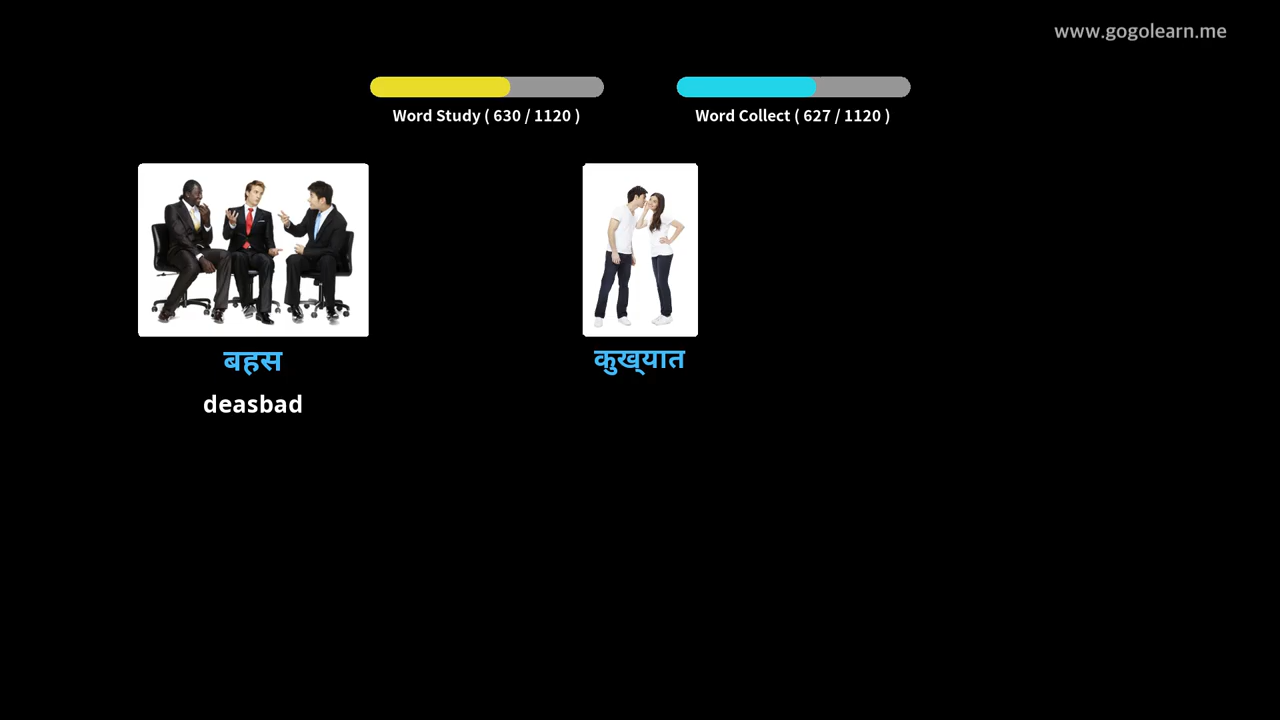 www.gogolearn.me
Word Study ( 630 / 1120 )
Word Collect ( 627 / 1120 )
बहस
कुख्यात
deasbad